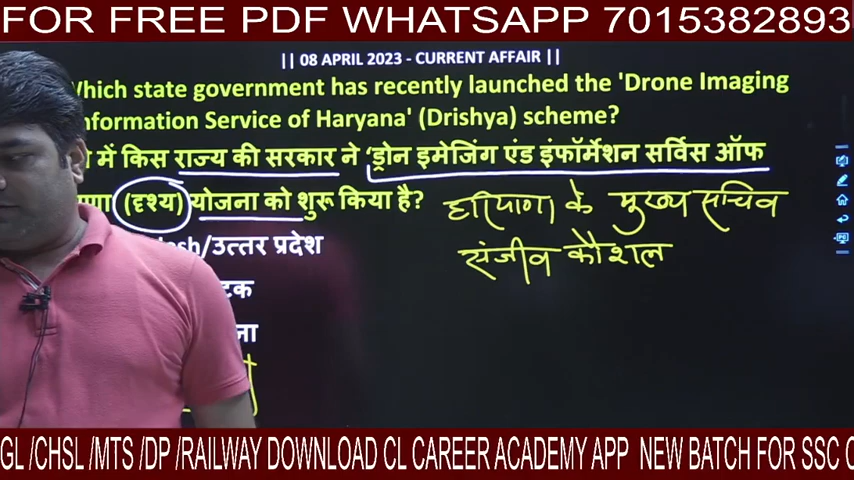 FOR FREE PDF WHATSAPP 7015382893
|| 08 APRIL 2023 - CURRENT AFFAIR ||
Which state government has recently launched the 'Drone Imaging
Information Service of Haryana' (Drishya) scheme?
में किस राज्य की सरकार ने 'ड्रोन इमेजिंग एंड इंफॉर्मेशन सर्विस ऑफ
(दृश्य) योजना को शुरू किया है?
हरियाणा के मुख्य सचिव
/उत्तर प्रदेश
संजीव कौशल
GL /CHSL /MTS /DP /RAILWAY DOWNLOAD CL CAREER ACADEMY APP NEW BATCH FOR SSC